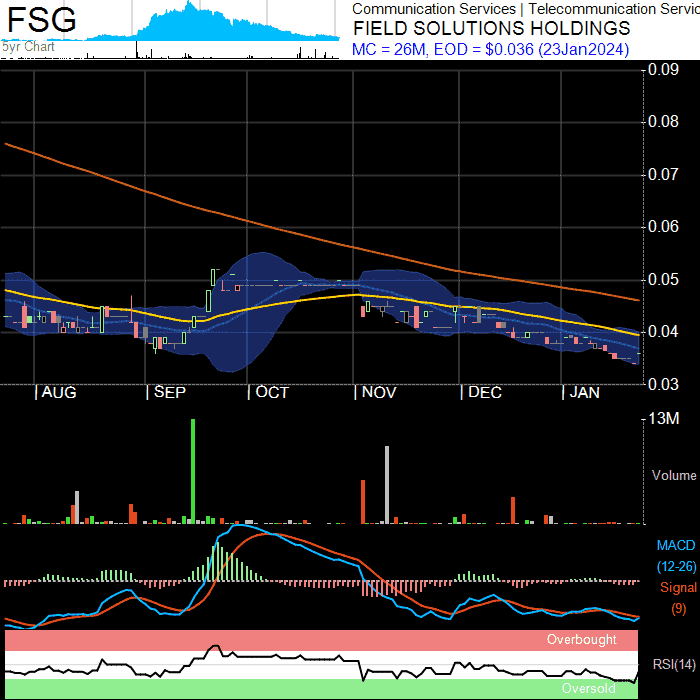 FSG
5yr Chart
Communication Services | Telecommunication Servic
FIELD SOLUTIONS HOLDINGS
MC = 26M, EOD = $0.036 (23Jan2024)
0.09
0.08
0.07
0.06
0.05
0.04
0.03
AUG SEP OCT NOV DEC JAN
13M
Volume
MACD
(12-26)
Signal
(9)
Overbought
RSI(14)
Oversold